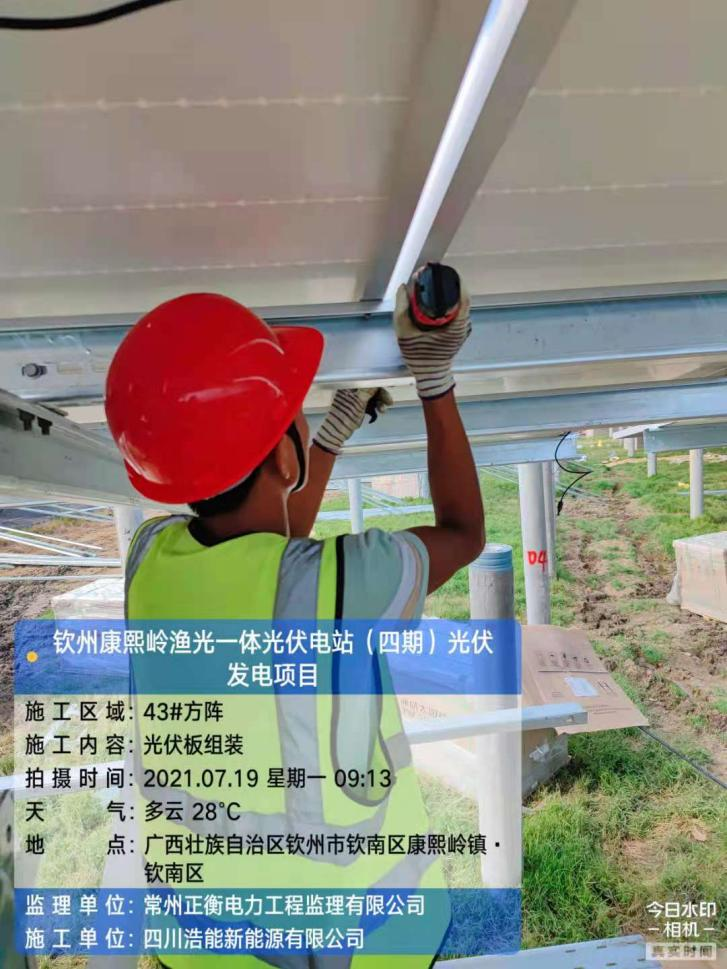 D4
钦州康熙岭渔光一体光伏电站（四期）光伏
发电项目
施工区域：43#方阵
施工内容：光伏板组装
拍摄时间：2021.07.19 星期一 09:13
天气：多云 28℃
地点：广西壮族自治区钦州市钦南区康熙岭镇·
钦南区
监理单位：常州正衡电力工程监理有限公司
施工单位：四川浩能新能源有限公司
今日水印
相机
真实时间